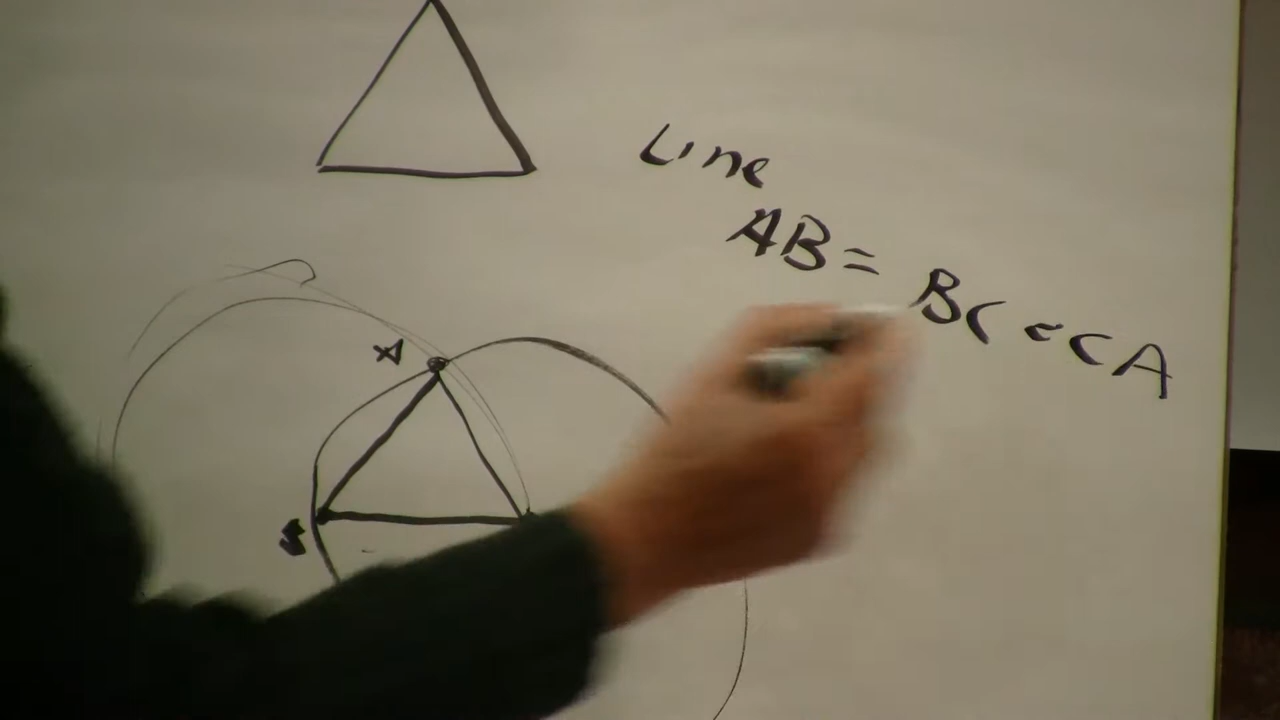 Line
AB = BC = CA
A
B